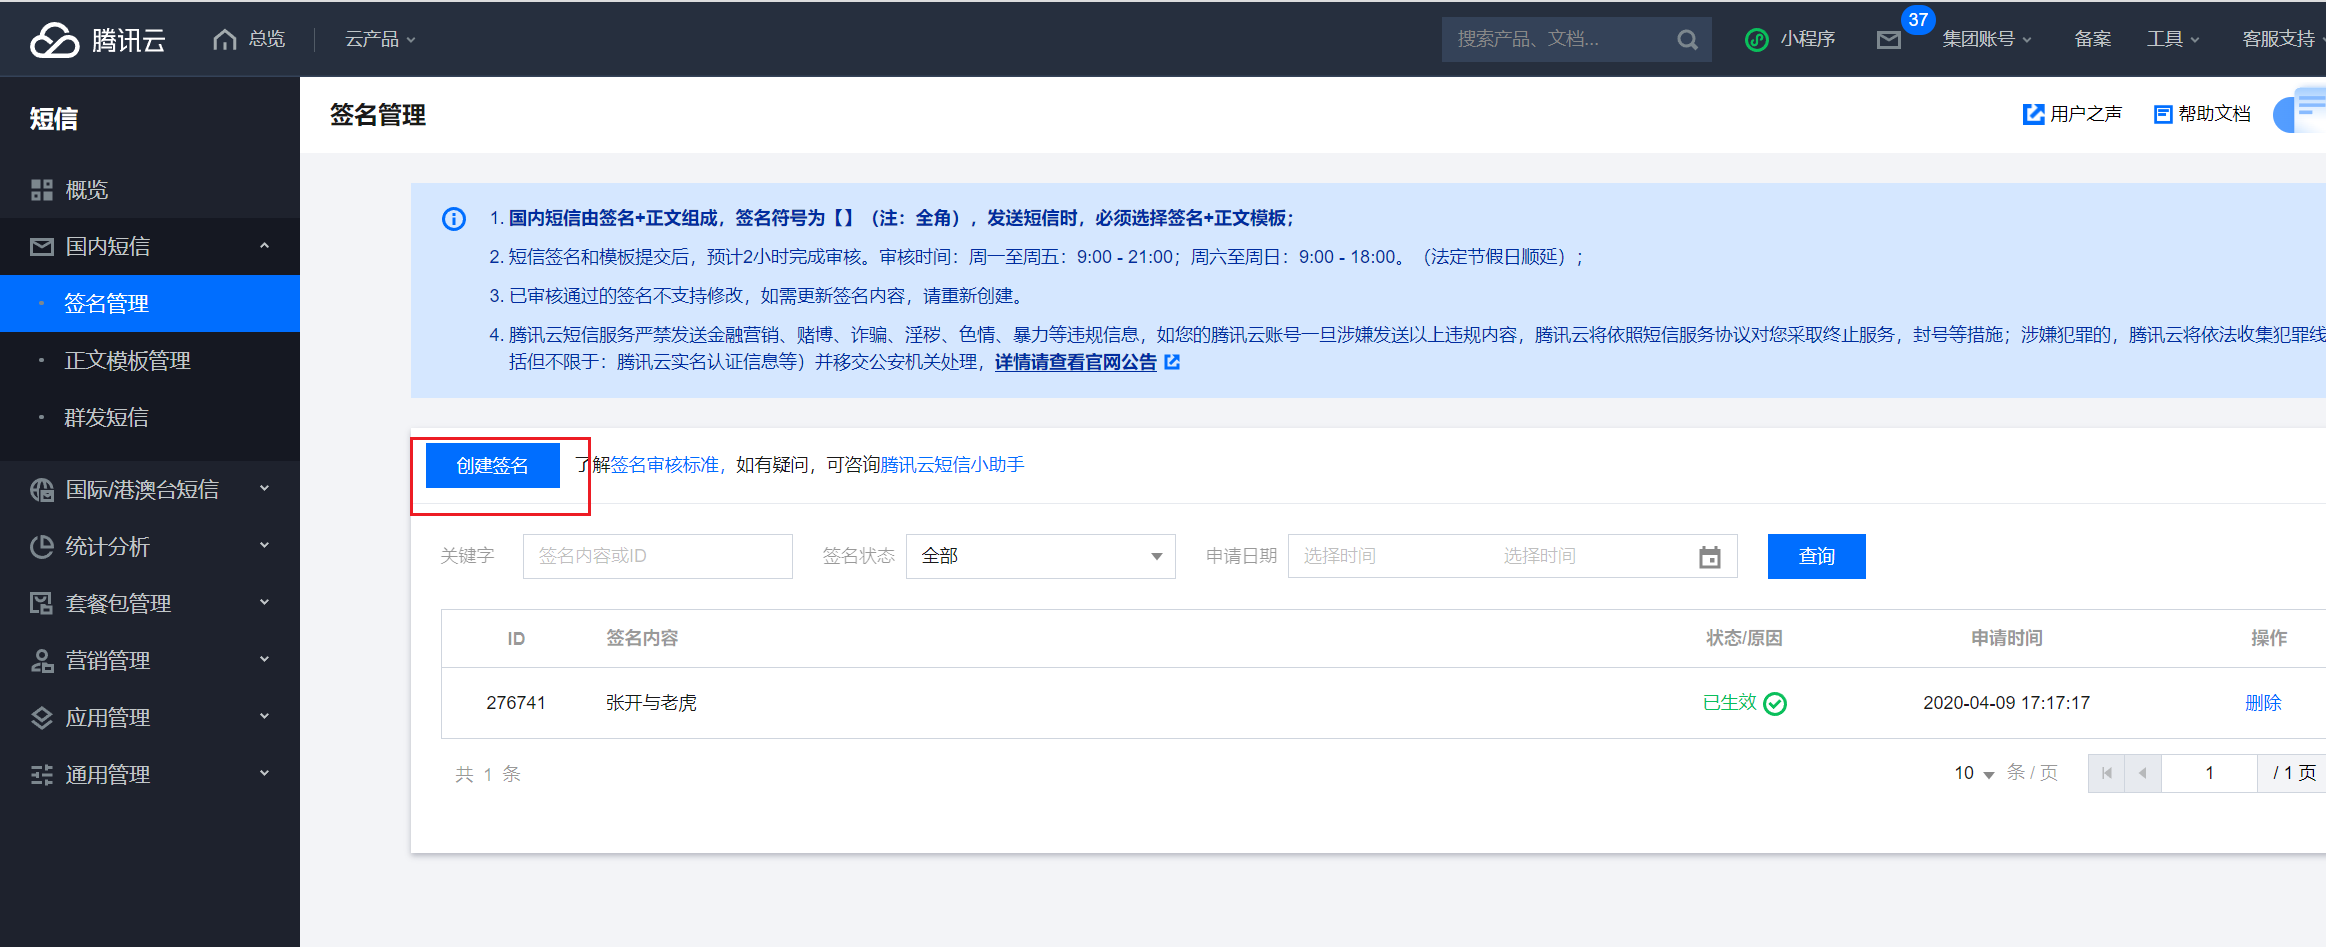 腾讯云
总览
云产品
搜索产品、文档...
小程序
37
集团账号
备案
工具
客服支持
短信
概览
国内短信
签名管理
正文模板管理
群发短信
国际/港澳台短信
统计分析
套餐包管理
营销管理
应用管理
通用管理
签名管理
用户之声
帮助文档
1. 国内短信由签名+正文组成，签名符号为【】（注：全角），发送短信时，必须选择签名+正文模板；
2. 短信签名和模板提交后，预计2小时完成审核。审核时间：周一至周五：9:00 - 21:00；周六至周日：9:00 - 18:00。（法定节假日顺延）；
3. 已审核通过的签名不支持修改，如需更新签名内容，请重新创建。
4. 腾讯云短信服务严禁发送金融营销、赌博、诈骗、淫秽、色情、暴力等违规信息，如您的腾讯云账号一旦涉嫌发送以上违规内容，腾讯云将依照短信服务协议对您采取终止服务，封号等措施；涉嫌犯罪的，腾讯云将依法收集犯罪线
括但不限于：腾讯云实名认证信息等）并移交公安机关处理，详情请查看官网公告
创建签名
了解签名审核标准，如有疑问，可咨询腾讯云短信小助手
关键字
签名内容或ID
签名状态
全部
申请日期
选择时间
选择时间
查询
ID
签名内容
状态/原因
申请时间
操作
276741
张开与老虎
已生效
2020-04-09 17:17:17
删除
共 1 条
10
条 / 页
1
/ 1 页